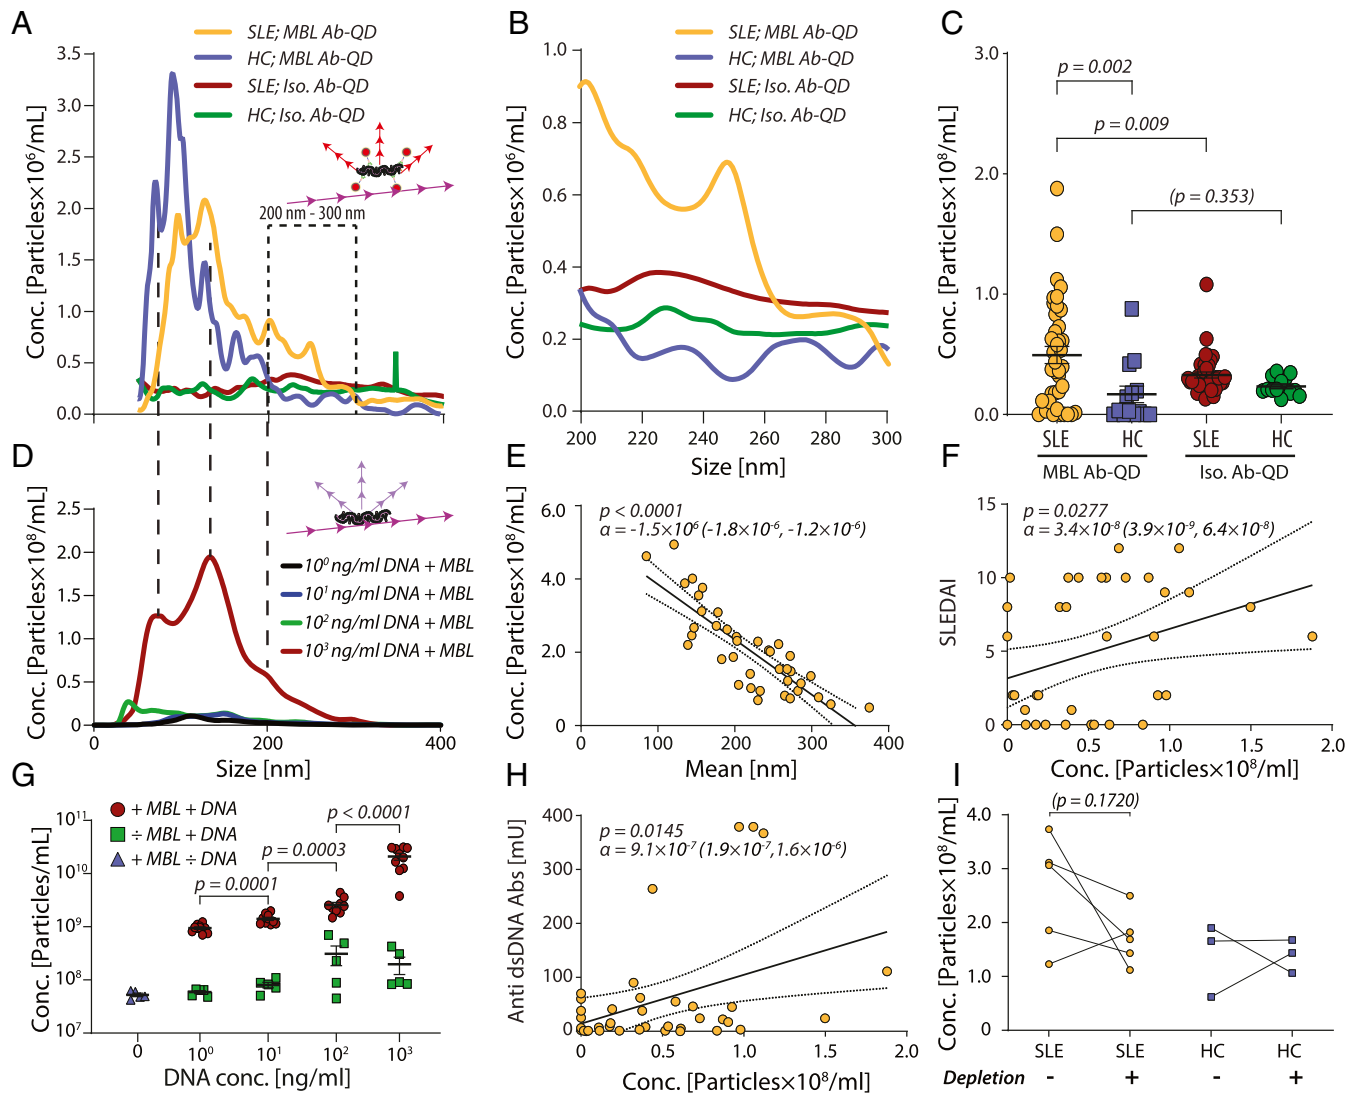 A
SLE; MBL Ab-QD
HC; MBL Ab-QD
SLE; Iso. Ab-QD
HC; Iso. Ab-QD
Conc. [Particles×10⁶/mL]
3.5
3.0
2.5
2.0
1.5
1.0
0.5
0.0
200 nm - 300 nm
B
SLE; MBL Ab-QD
HC; MBL Ab-QD
SLE; Iso. Ab-QD
HC; Iso. Ab-QD
Conc. [Particles×10⁶/mL]
1.0
0.8
0.6
0.4
0.2
0.0
200 220 240 260 280 300
Size [nm]
C
Conc. [Particles×10⁸/mL]
3.0
2.0
1.0
0.0
p = 0.002
p = 0.009
(p = 0.353)
SLE HC SLE HC
MBL Ab-QD Iso. Ab-QD
D
Conc. [Particles×10⁸/mL]
2.5
2.0
1.5
1.0
0.5
0
10⁰ ng/ml DNA + MBL
10¹ ng/ml DNA + MBL
10² ng/ml DNA + MBL
10³ ng/ml DNA + MBL
0 200 400
Size [nm]
E
Conc. [Particles×10⁸/mL]
6.0
4.0
2.0
0
p < 0.0001
α = -1.5×10⁶ (-1.8×10⁻⁶, -1.2×10⁻⁶)
0 100 200 300 400
Mean [nm]
F
SLEDAI
15
10
5
0
p = 0.0277
α = 3.4×10⁻⁸ (3.9×10⁻⁹, 6.4×10⁻⁸)
0 0.5 1.0 1.5 2.0
Conc. [Particles×10⁸/ml]
G
+ MBL + DNA
÷ MBL + DNA
+ MBL ÷ DNA
Conc. [Particles/mL]
10¹¹
10¹⁰
10⁹
10⁸
10⁷
p = 0.0001
p = 0.0003
p < 0.0001
0 10⁰ 10¹ 10² 10³
DNA conc. [ng/ml]
H
Anti dsDNA Abs [mU]
400
300
200
100
0
p = 0.0145
α = 9.1×10⁻⁷ (1.9×10⁻⁷, 1.6×10⁻⁶)
0 0.5 1.0 1.5 2.0
Conc. [Particles×10⁸/ml]
I
Conc. [Particles×10⁸/mL]
4.0
3.0
2.0
1.0
0
(p = 0.1720)
SLE SLE HC HC
Depletion - + - +